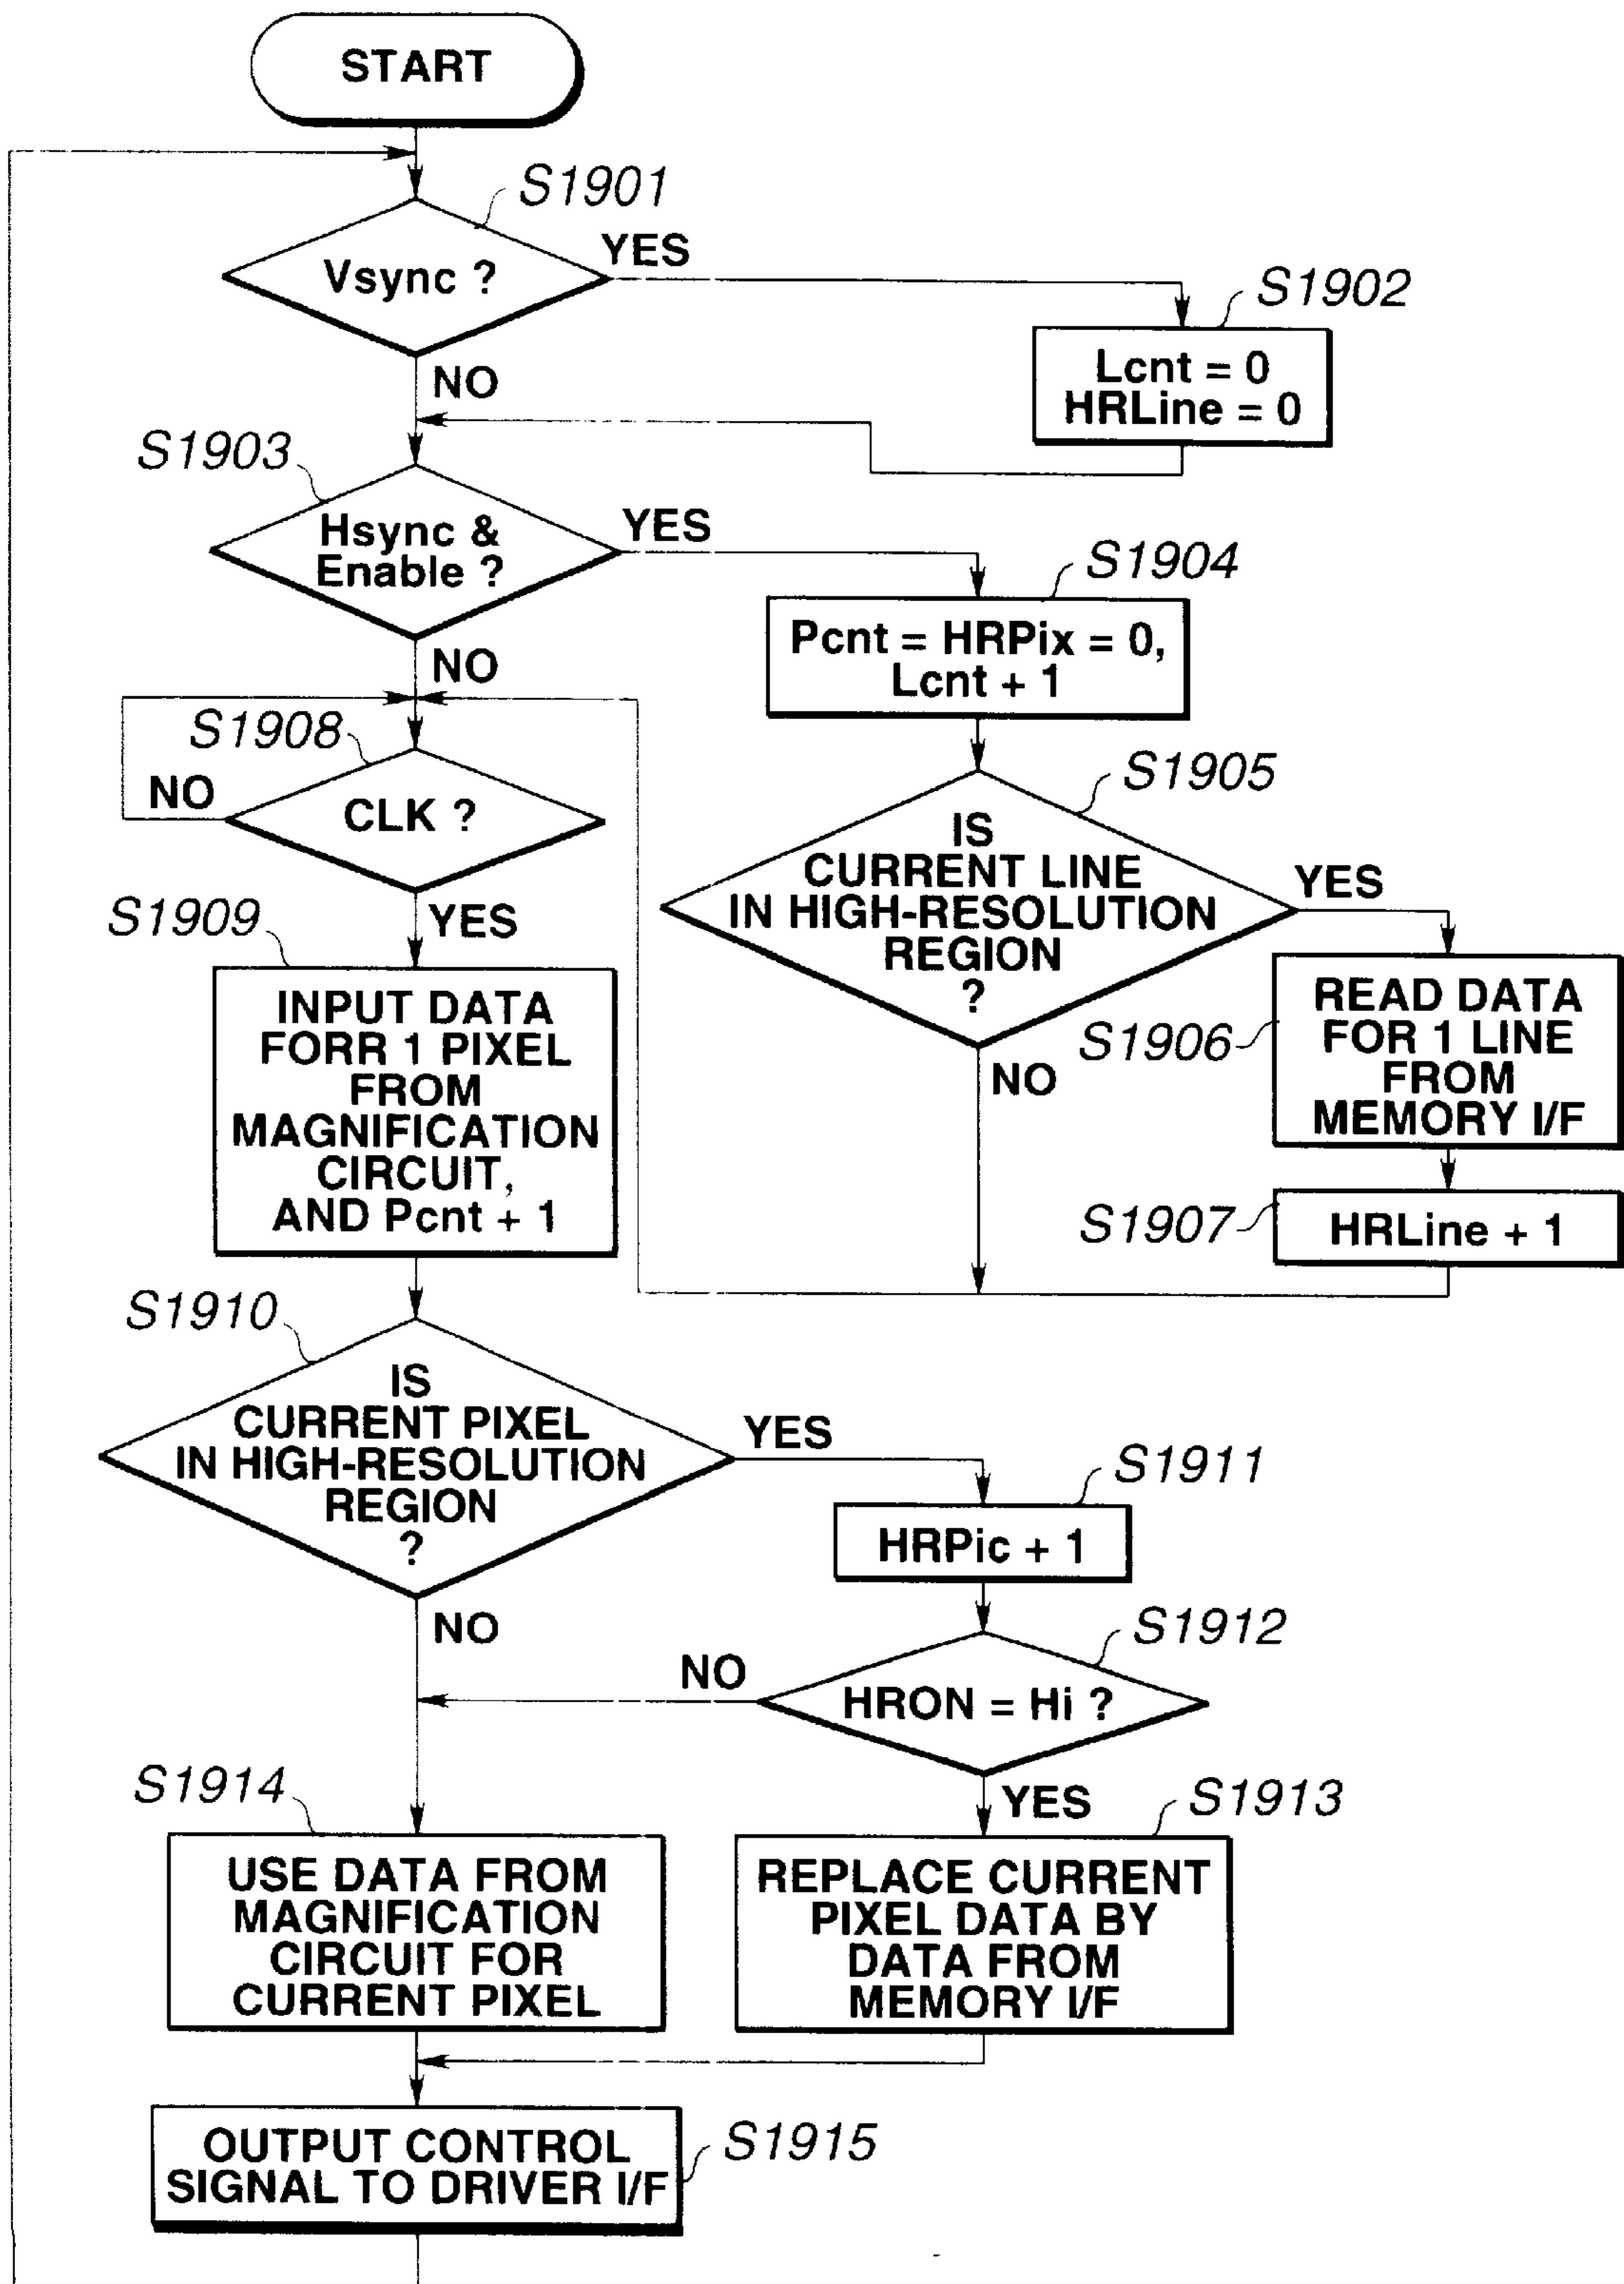 START
S1901
Vsync ?
YES
S1902
Lcnt = 0
HRLine = 0
NO
S1903
Hsync &
Enable ?
YES
S1904
Pcnt = HRPix = 0,
Lcnt + 1
NO
S1908
NO
CLK ?
YES
S1905
IS
CURRENT LINE
IN HIGH-RESOLUTION
REGION
?
YES
NO
S1906
READ DATA
FOR 1 LINE
FROM
MEMORY I/F
S1907
HRLine + 1
S1909
INPUT DATA
FORR 1 PIXEL
FROM
MAGNIFICATION
CIRCUIT,
AND Pcnt + 1
S1910
IS
CURRENT PIXEL
IN HIGH-RESOLUTION
REGION
?
YES
NO
S1911
HRPic + 1
S1912
NO
HRON = Hi ?
YES
S1914
USE DATA FROM
MAGNIFICATION
CIRCUIT FOR
CURRENT PIXEL
S1913
REPLACE CURRENT
PIXEL DATA BY
DATA FROM
MEMORY I/F
OUTPUT CONTROL
SIGNAL TO DRIVER I/F
S1915